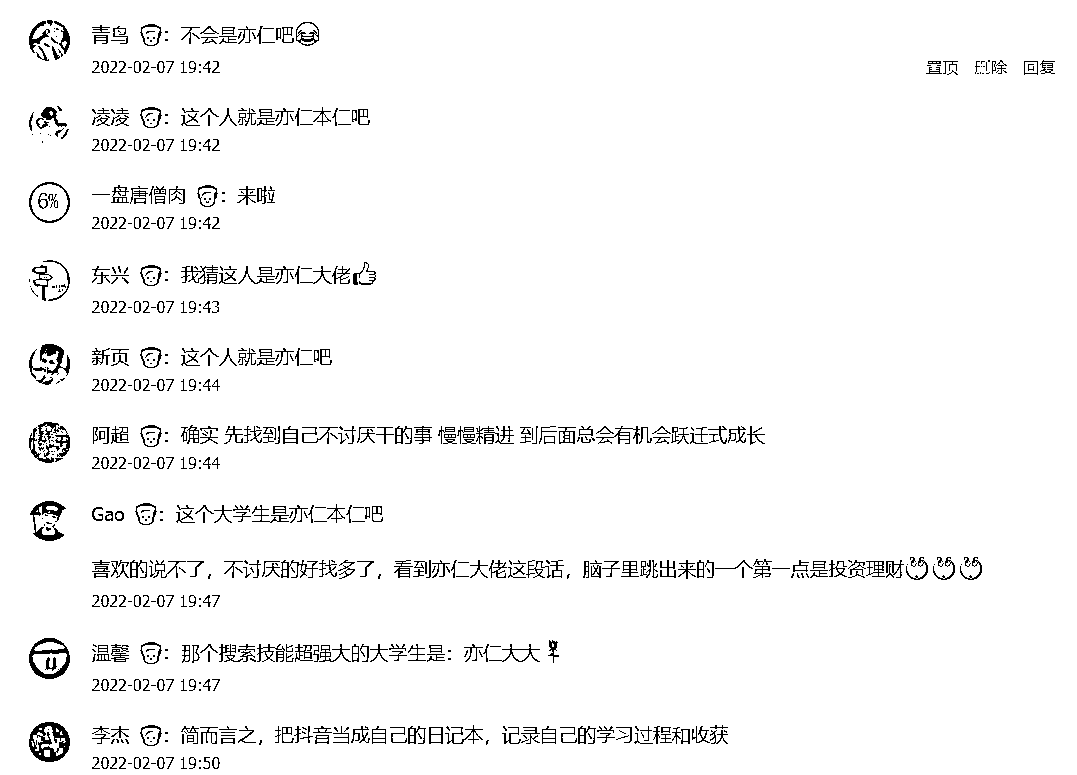 青鸟 : 不会是亦仁吧
2022-02-07 19:42
置顶 删除 回复
凌凌 : 这个人就是亦仁本仁吧
2022-02-07 19:42
6%
一盘唐僧肉 : 来啦
2022-02-07 19:42
东兴 : 我猜这人是亦仁大佬
2022-02-07 19:43
新页 : 这个人就是亦仁吧
2022-02-07 19:44
阿超 : 确实 先找到自己不讨厌干的事 慢慢精进 到后面总会有机会跃迁式成长
2022-02-07 19:44
Gao : 这个大学生是亦仁本仁吧
喜欢的说不了，不讨厌的好找多了，看到亦仁大佬这段话，脑子里跳出来的一个第一点是投资理财
2022-02-07 19:47
温馨 : 那个搜索技能超强大的大学生是：亦仁大大
2022-02-07 19:47
李杰 : 简而言之，把抖音当成自己的日记本，记录自己的学习过程和收获
2022-02-07 19:50